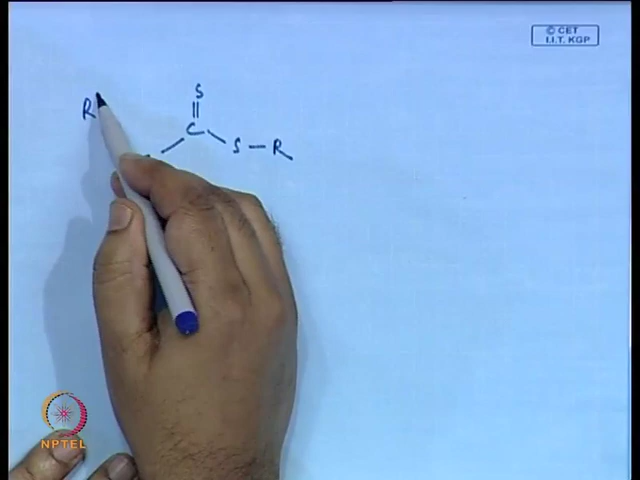 © CET
I.I.T. KGP
S
R
C
S — R
NPTEL